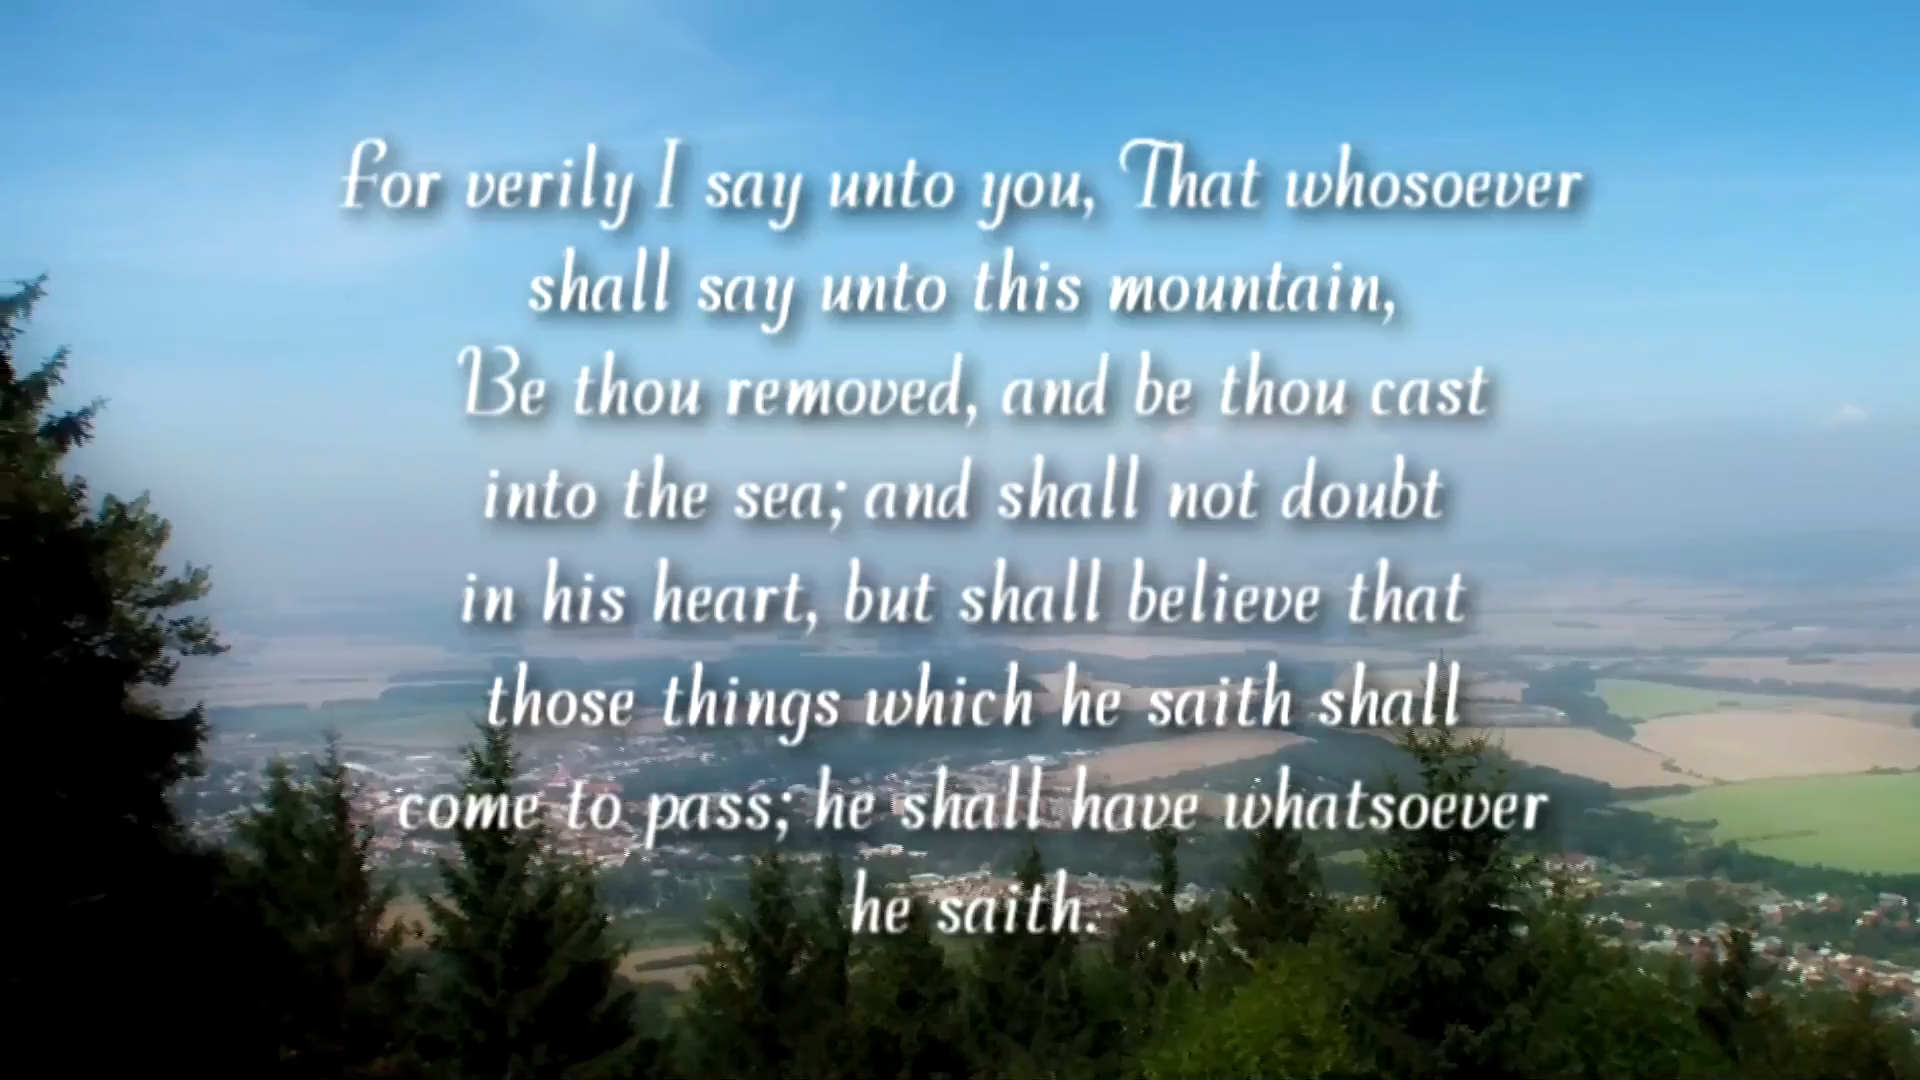 For verily I say unto you, That whosoever
shall say unto this mountain,
Be thou removed, and be thou cast
into the sea; and shall not doubt
in his heart, but shall believe that
those things which he saith shall
come to pass; he shall have whatsoever
he saith.